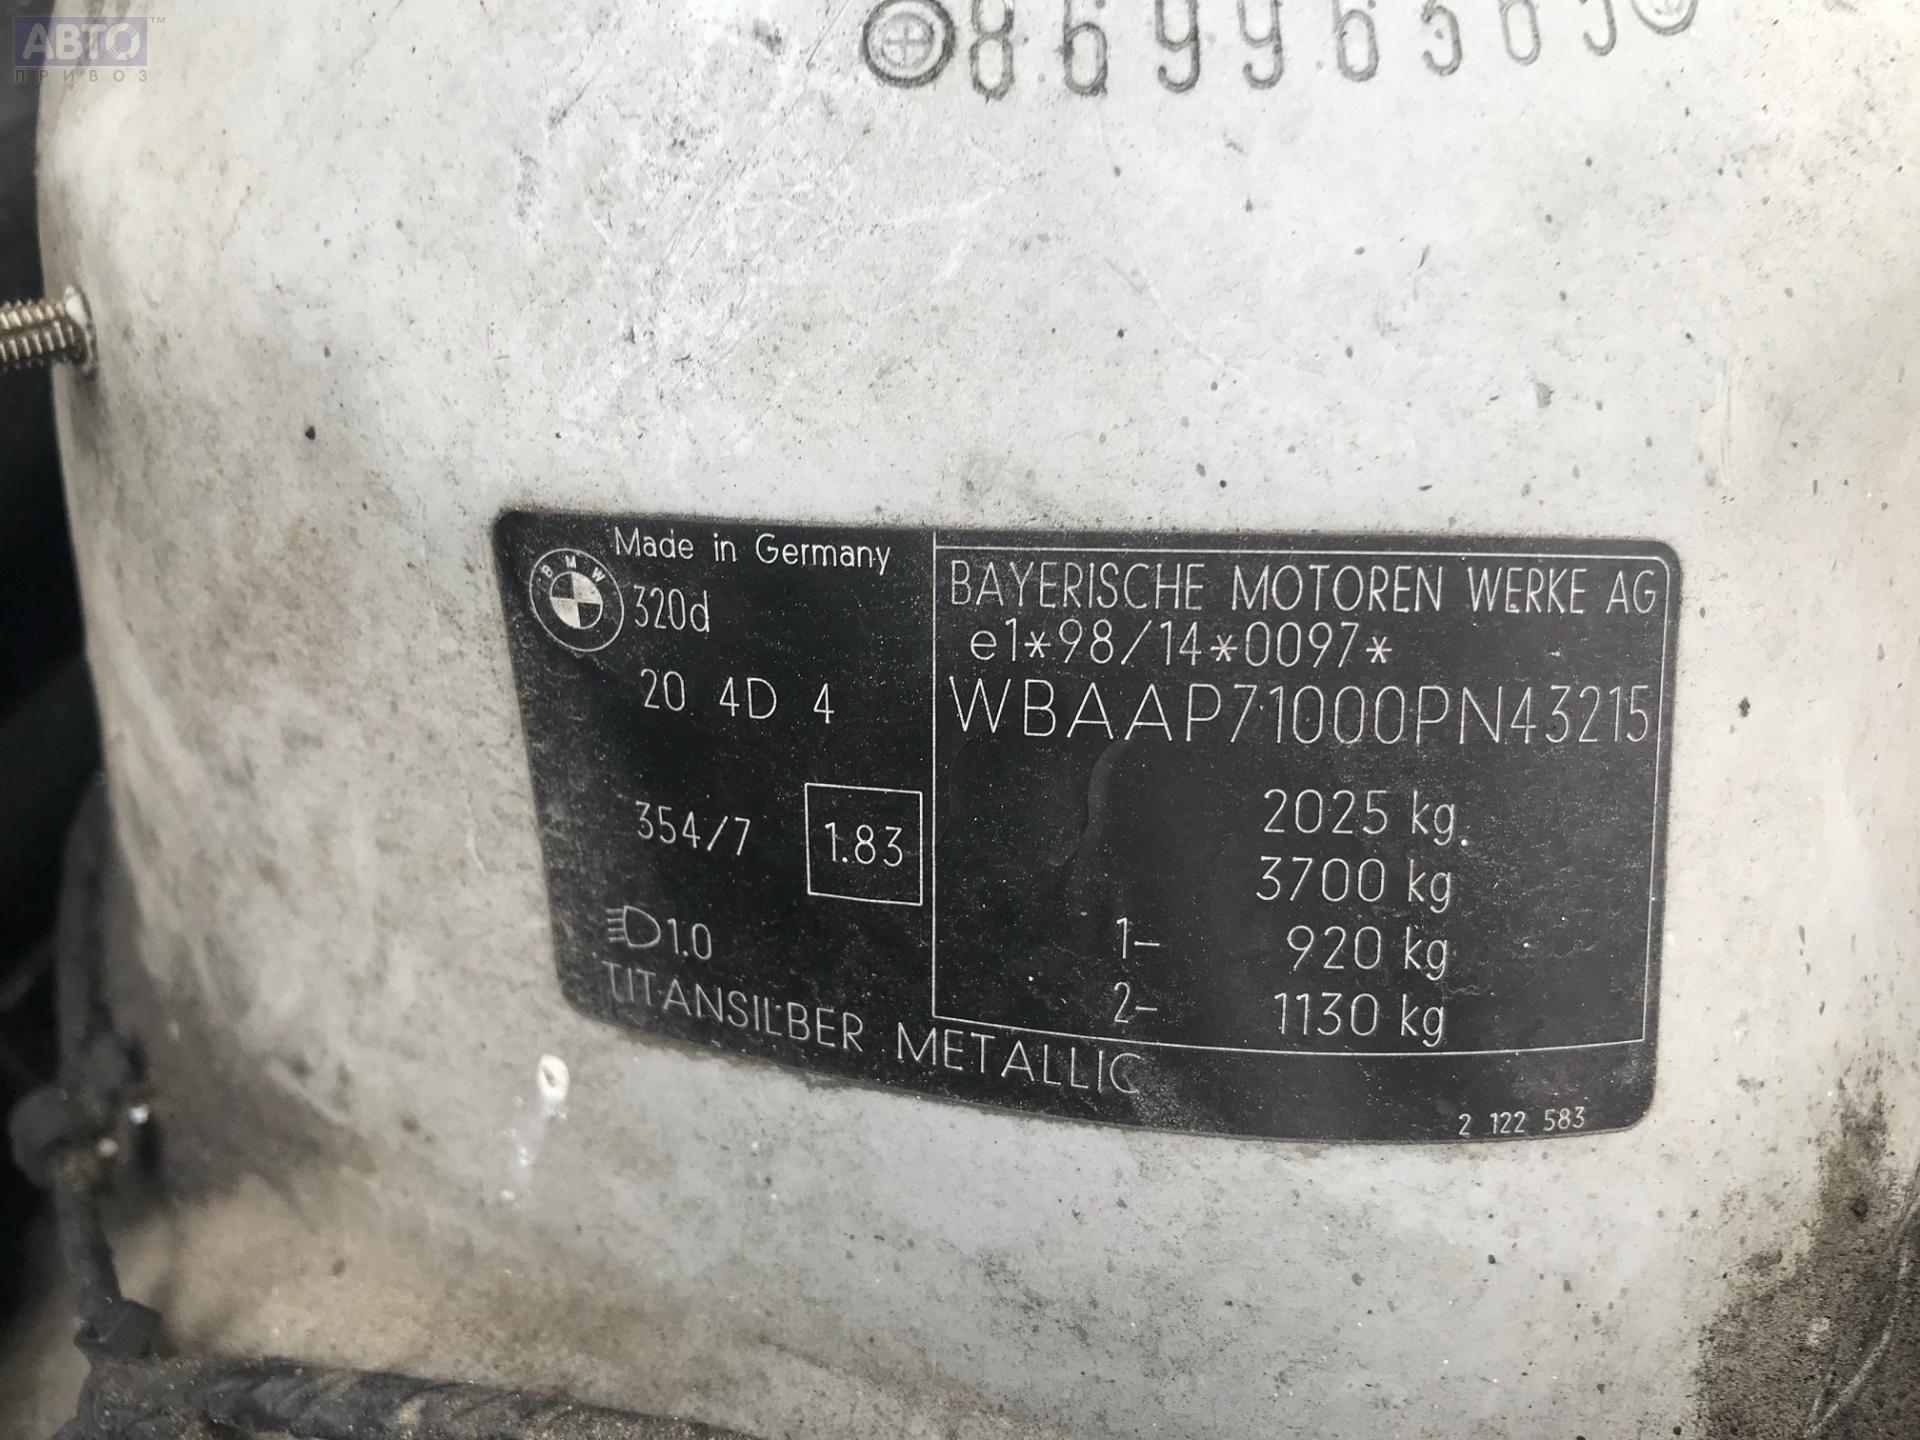 АВТО™
ПРИВОЗ
Made in Germany
BMW
320d
20 4D 4
354/7
1.83
1.0
TITANSILBER METALLIC
BAYERISCHE MOTOREN WERKE AG
e1*98/14*0097*
WBAAP71000PN43215
2025 kg
3700 kg
1- 920 kg
2- 1130 kg
2 122 583